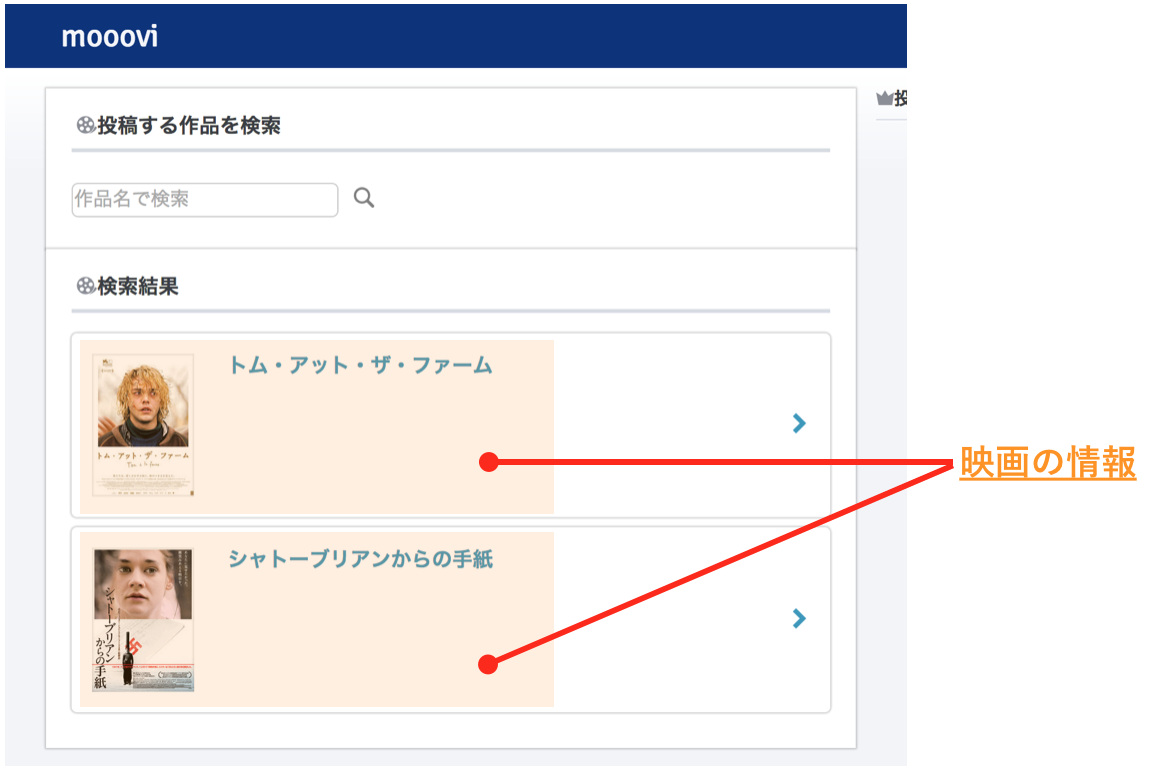 mooovi
投稿する作品を検索
投
作品名で検索
検索結果
トム・アット・ザ・ファーム
トム・アット・ザ・ファーム
映画の情報
シャトーブリアンからの手紙
シャトーブリアン
からの手紙